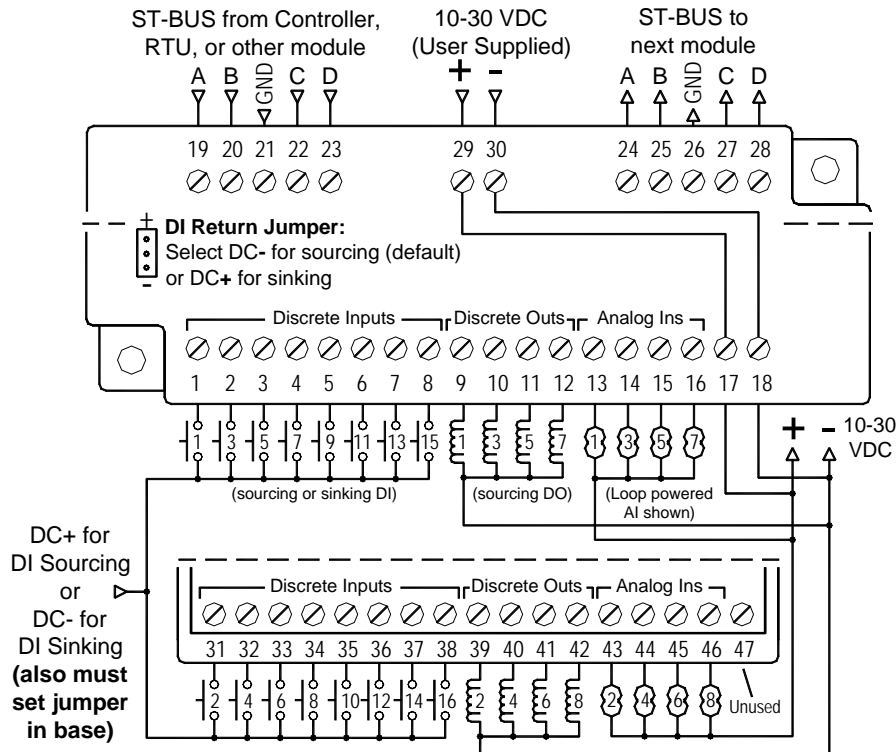 ST-BUS from Controller,
RTU, or other module
10-30 VDC
(User Supplied)
ST-BUS to
next module
A B GND C D
+ -
A B GND C D
19 20 21 22 23
29 30
24 25 26 27 28
+
-
DI Return Jumper:
Select DC- for sourcing (default)
or DC+ for sinking
Discrete Inputs
Discrete Outs
Analog Ins
1 2 3 4 5 6 7 8 9 10 11 12 13 14 15 16 17 18
+ - 10-30
VDC
1 3 5 7 9 11 13 15
1 3 5 7
1 3 5 7
(sourcing or sinking DI)
(sourcing DO)
(Loop powered
AI shown)
DC+ for
DI Sourcing
or
DC- for
DI Sinking
(also must
set jumper
in base)
Discrete Inputs
Discrete Outs
Analog Ins
31 32 33 34 35 36 37 38 39 40 41 42 43 44 45 46 47
2 4 6 8 10 12 14 16
2 4 6 8
2 4 6 8
Unused